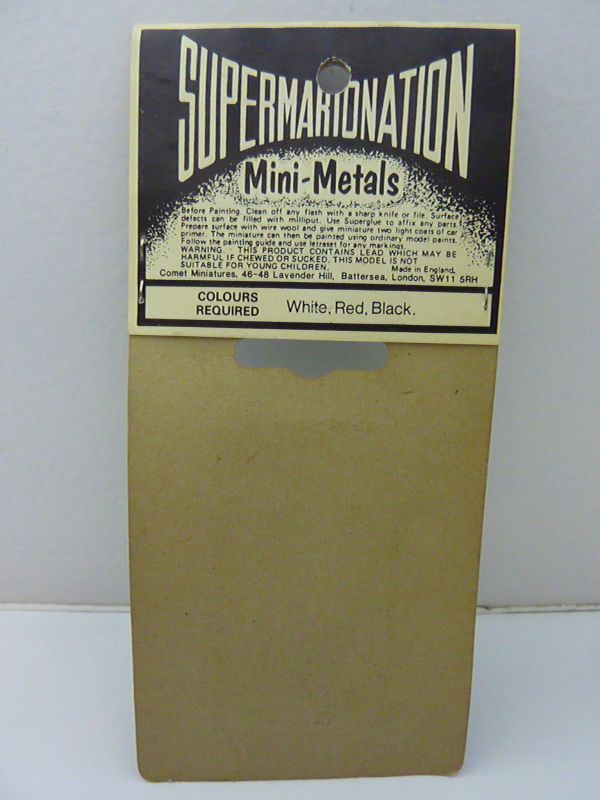 SUPERMARIONATION
Mini-Metals
Before Painting. Clean off any flash with a sharp knife or file. Surface
defects can be filled with milliput. Use Superglue to affix any parts.
Prepare surface with wire wool and give miniature two light coats of car
primer. The miniature can then be painted using ordinary model paints.
Follow the painting guide and use letraset for any markings.
WARNING. THIS PRODUCT CONTAINS LEAD WHICH MAY BE
HARMFUL IF CHEWED OR SUCKED. THIS MODEL IS NOT
SUITABLE FOR YOUNG CHILDREN. Made in England.
Comet Miniatures, 46-48 Lavender Hill, Battersea, London, SW11 5RH
COLOURS REQUIRED White, Red, Black.